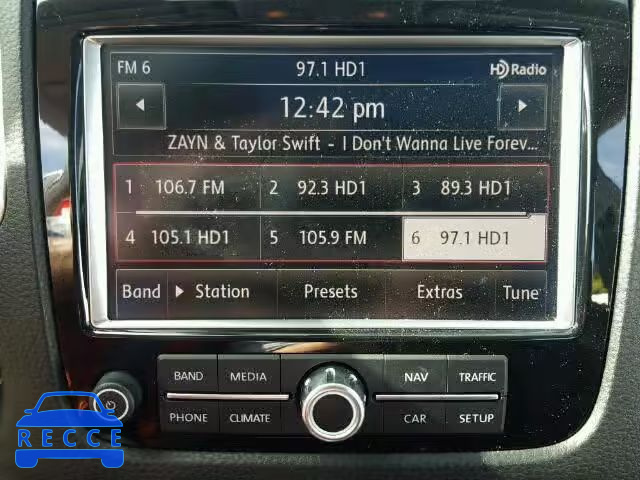 FM 6 97.1 HD1 HD Radio
12:42 pm
ZAYN & Taylor Swift - I Don't Wanna Live Forev...
1 106.7 FM 2 92.3 HD1 3 89.3 HD1
4 105.1 HD1 5 105.9 FM 6 97.1 HD1
Band Station Presets Extras Tune
BAND MEDIA NAV TRAFFIC
PHONE CLIMATE CAR SETUP
RECCE